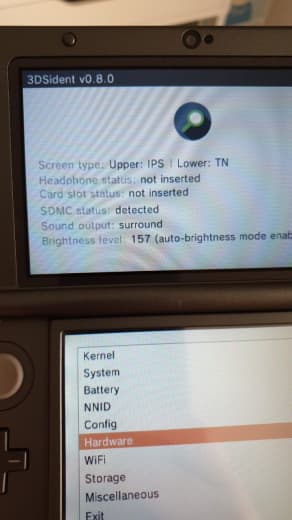 3DSident v0.8.0
Screen type: Upper: IPS | Lower: TN
Headphone status: not inserted
Card slot status: not inserted
SDMC status: detected
Sound output: surround
Brightness level: 157 (auto-brightness mode enab
Kernel
System
Battery
NNID
Config
Hardware
WiFi
Storage
Miscellaneous
Exit